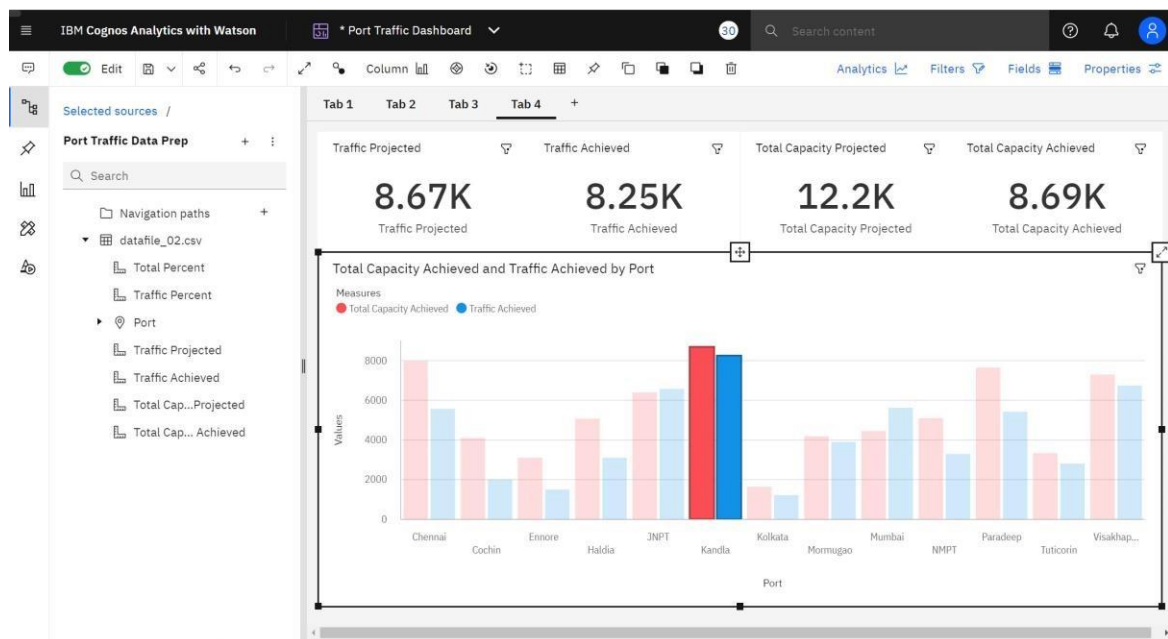 IBM Cognos Analytics with Watson
* Port Traffic Dashboard
30
Search content
Edit
Column
Analytics
Filters
Fields
Properties
Selected sources /
Port Traffic Data Prep
Search
Navigation paths
datafile_02.csv
Total Percent
Traffic Percent
Port
Traffic Projected
Traffic Achieved
Total Cap...Projected
Total Cap... Achieved
Tab 1 Tab 2 Tab 3 Tab 4 +
Traffic Projected
8.67K
Traffic Projected
Traffic Achieved
8.25K
Traffic Achieved
Total Capacity Projected
12.2K
Total Capacity Projected
Total Capacity Achieved
8.69K
Total Capacity Achieved
Total Capacity Achieved and Traffic Achieved by Port
Measures
Total Capacity Achieved Traffic Achieved
Values
8000
6000
4000
2000
0
Chennai
Cochin
Ennore
Haldia
JNPT
Kandla
Kolkata
Mormugao
Mumbai
NMPT
Paradeep
Tuticorin
Visakhap...
Port